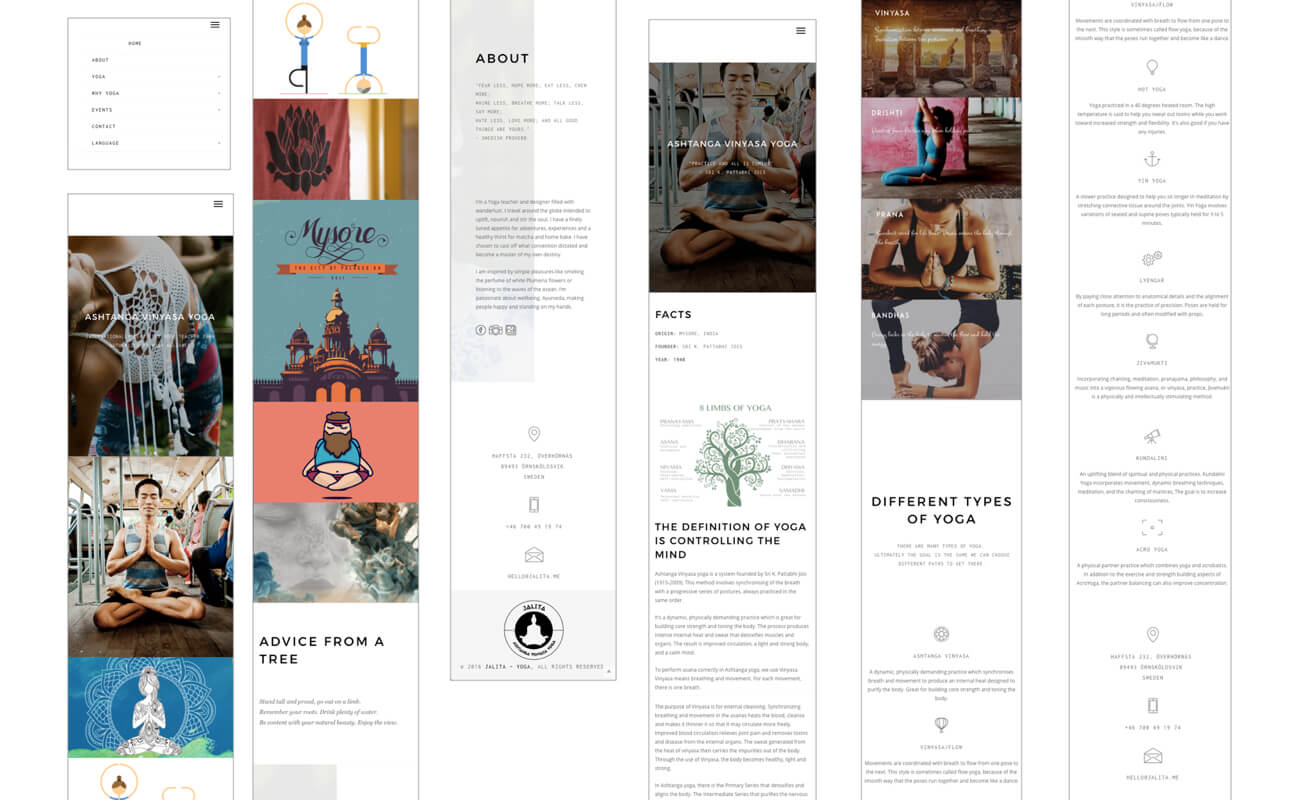 HOME
ABOUT
YOGA
WHY YOGA
EVENTS
CONTACT
LANGUAGE
ASHTANGA VINYASA YOGA
Mysore
THE CITY OF PALACES
ADVICE FROM A
TREE
Stand tall and proud, go out on a limb.
Remember your roots. Drink plenty of water.
Be content with your natural beauty. Enjoy the view.
ABOUT
"FEAR LESS, HOPE MORE; EAT LESS, CHEW
MORE;
WHINE LESS, BREATHE MORE; TALK LESS,
SAY MORE;
HATE LESS, LOVE MORE; AND ALL GOOD
THINGS ARE YOURS."
- SWEDISH PROVERB
I'm a Yoga teacher and designer filled with
wanderlust. I travel around the globe intended to
uplift, nourish and stir the soul. I have a finely
tuned appetite for adventures, experiences and a
healthy thirst for matcha and home bake. I have
chosen to cast off what convention dictated and
become a master of my own destiny.
I am inspired by simple pleasures-like smoking
the perfume of white Plumeria flowers or
listening to the waves of the ocean. I'm
passionate about wellbeing, Ayurveda, making
people happy and standing on my hands.
HAFFSTA 232, ÖVERHÖRNÄS
89493 ÖRNSKÖLDSVIK
SWEDEN
+46 700 49 19 74
HELLO@JALITA.ME
JALITA
ASHTANGA VINYASA YOGA
© 2016 JALITA - YOGA, ALL RIGHTS RESERVED
ASHTANGA VINYASA YOGA
"PRACTICE AND ALL IS COMING"
SRI K. PATTABHI JOIS
FACTS
ORIGIN: MYSORE, INDIA
FOUNDER: SRI K. PATTABHI JOIS
YEAR: 1948
8 LIMBS OF YOGA
PRANAYAMA
PRATYAHARA
ASANA
DHARANA
NIYAMA
DHYANA
YAMA
SAMADHI
THE DEFINITION OF YOGA
IS CONTROLLING THE
MIND
Ashtanga Vinyasa yoga is a system founded by Sri K. Pattabhi Jois
(1915-2009). This method involves synchronising of the breath
with a progressive series of postures, always practiced in the
same order.
It's a dynamic, physically demanding practice which is great for
building core strength and toning the body. The process produces
intense internal heat and sweat that detoxifies muscles and
organs. The result is improved circulation, a light and strong body,
and a calm mind.
To perform asana correctly in Ashtanga yoga, we use Vinyasa.
Vinyasa means breathing and movement. For each movement,
there is one breath.
The purpose of Vinyasa is for internal cleansing. Synchronizing
breathing and movement in the asanas heats the blood, cleanse
and makes it thinner it so that it may circulate more freely.
Improved blood circulation relieves joint pain and removes toxins
and disease from the internal organs. The sweat generated from
the heat of vinyasa then carries the impurities out of the body.
Through the use of Vinyasa, the body becomes healthy, light and
strong.
In Ashtanga yoga, there is the Primary Series that detoxifies and
aligns the body. The Intermediate Series that purifies the nervous
VINYASA
Synchronization between movement and breathing.
Transition between the postures.
DRISHTI
PRANA
BANDHAS
DIFFERENT TYPES
OF YOGA
THERE ARE MANY TYPES OF YOGA
ULTIMATELY THE GOAL IS THE SAME WE CAN CHOOSE
DIFFERENT PATHS TO GET THERE
ASHTANGA VINYASA
A dynamic, physically demanding practice which synchronises
breath and movement to produce an internal heat designed to
purify the body. Great for building core strength and toning the
body.
VINYASA/FLOW
Movements are coordinated with breath to flow from one pose to
the next. This style is sometimes called flow yoga, because of the
smooth way that the poses run together and become like a dance.
VINYASA/FLOW
Movements are coordinated with breath to flow from one pose to
the next. This style is sometimes called flow yoga, because of the
smooth way that the poses run together and become like a dance.
HOT YOGA
Yoga practiced in a 40 degrees heated room. The high
temperature is said to help you sweat out toxins while you work
toward increased strength and flexibility. It's also good if you have
any injuries.
YIN YOGA
A slower practice designed to help you sit longer in meditation by
stretching connective tissue around the joints. Yin Yoga involves
variations of seated and supine poses typically held for 3 to 5
minutes.
LYENGAR
By paying close attention to anatomical details and the alignment
of each posture, it is the practice of precision. Poses are held for
long periods and often modified with props.
JIVAMUKTI
Incorporating chanting, meditation, pranayama, philosophy, and
music into a vigorous flowing asana, or vinyasa, practice, Jivamukti
is a physically and intellectually stimulating method.
KUNDALINI
An uplifting blend of spiritual and physical practices. Kundalini
Yoga incorporates movement, dynamic breathing techniques,
meditation, and the chanting of mantras. The goal is to increase
consciousness.
ACRO YOGA
A physical partner practice which combines yoga and acrobatics.
In addition to the exercise and strength building aspects of
AcroYoga, the partner balancing can also improve concentration.
HAFFSTA 232, ÖVERHÖRNÄS
89493 ÖRNSKÖLDSVIK
SWEDEN
+46 700 49 19 74
HELLO@JALITA.ME